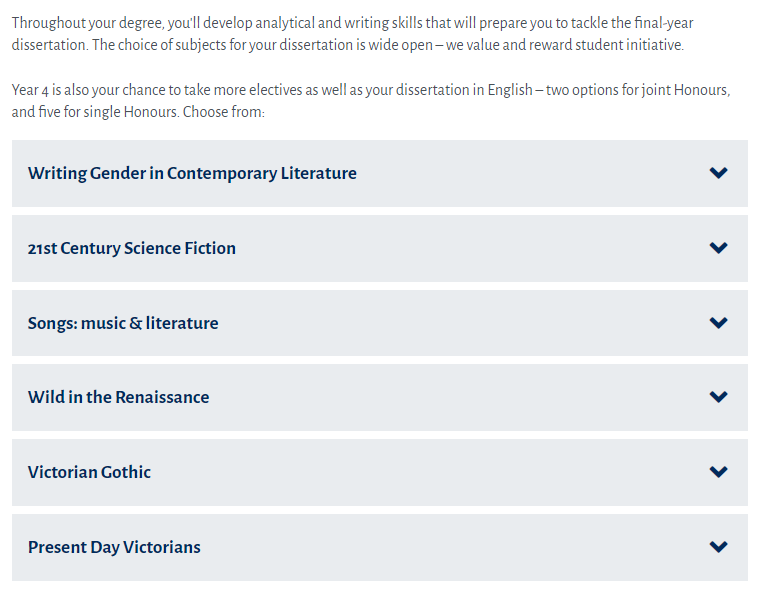 Throughout your degree, you'll develop analytical and writing skills that will prepare you to tackle the final-year
dissertation. The choice of subjects for your dissertation is wide open – we value and reward student initiative.
Year 4 is also your chance to take more electives as well as your dissertation in English – two options for joint Honours,
and five for single Honours. Choose from:
Writing Gender in Contemporary Literature
21st Century Science Fiction
Songs: music & literature
Wild in the Renaissance
Victorian Gothic
Present Day Victorians